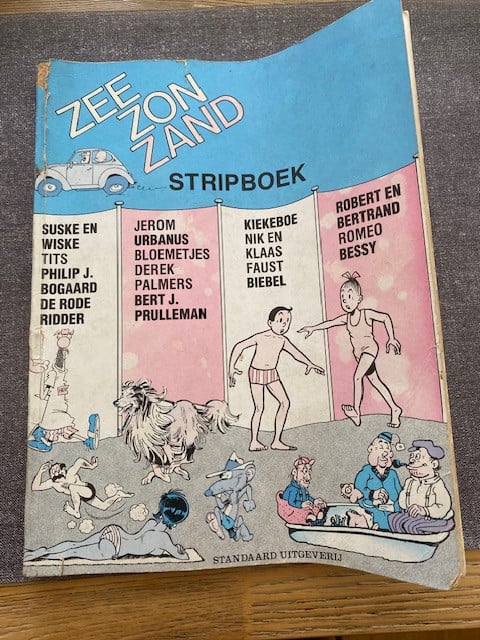 ZEE
ZON
ZAND
STRIPBOEK
SUSKE EN
WISKE
TITS
PHILIP J.
BOGAARD
DE RODE
RIDDER
JEROM
URBANUS
BLOEMETJES
DEREK
PALMERS
BERT J.
PRULLEMAN
KIEKEBOE
NIK EN
KLAAS
FAUST
BIEBEL
ROBERT EN
BERTRAND
ROMEO
BESSY
STANDAARD UITGEVERIJ